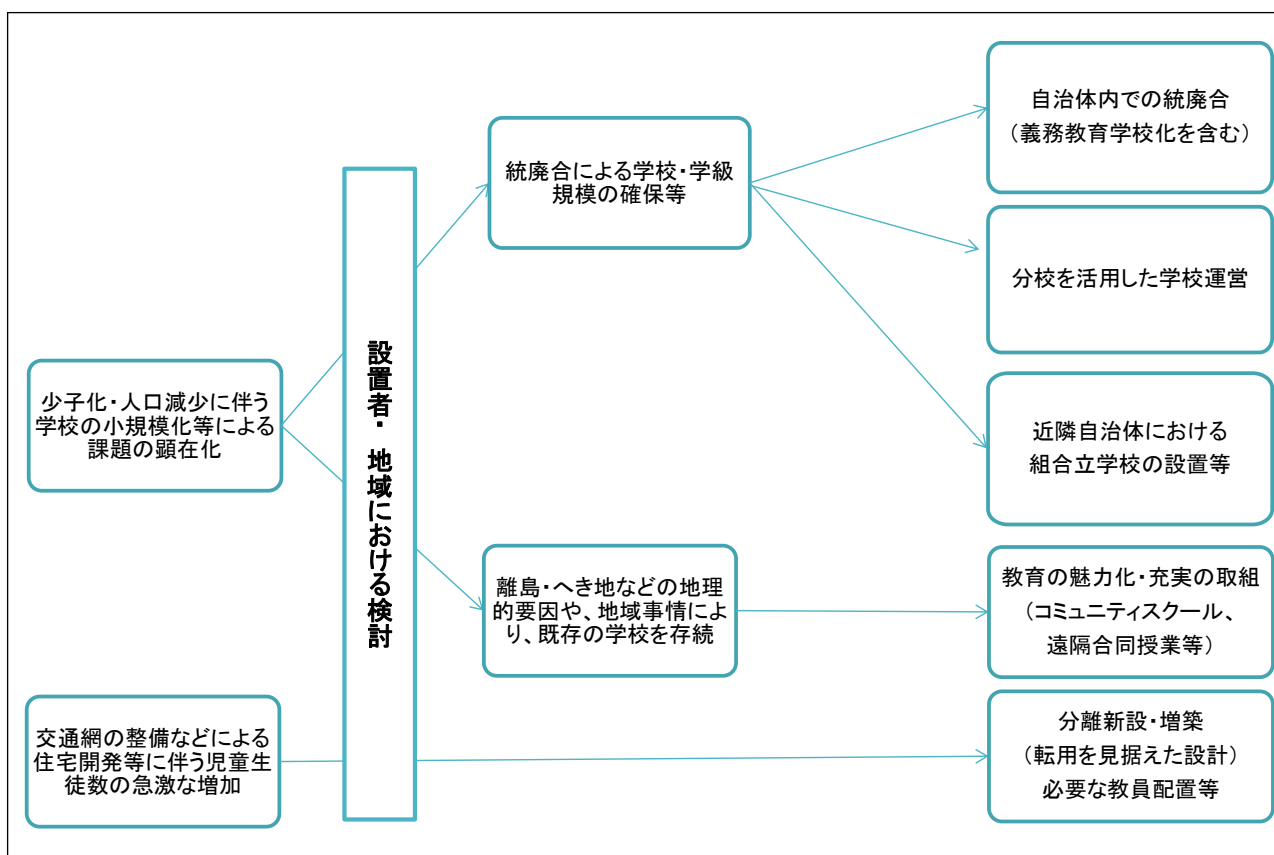 少子化・人口減少に伴う
学校の小規模化等による
課題の顕在化
交通網の整備などによる
住宅開発等に伴う児童生
徒数の急激な増加
設置者・地域における検討
統廃合による学校・学級
規模の確保等
離島・へき地などの地理
的要因や、地域事情によ
り、既存の学校を存続
自治体内での統廃合
（義務教育学校化を含む）
分校を活用した学校運営
近隣自治体における
組合立学校の設置等
教育の魅力化・充実の取組
（コミュニティスクール、
遠隔合同授業等）
分離新設・増築
（転用を見据えた設計）
必要な教員配置等